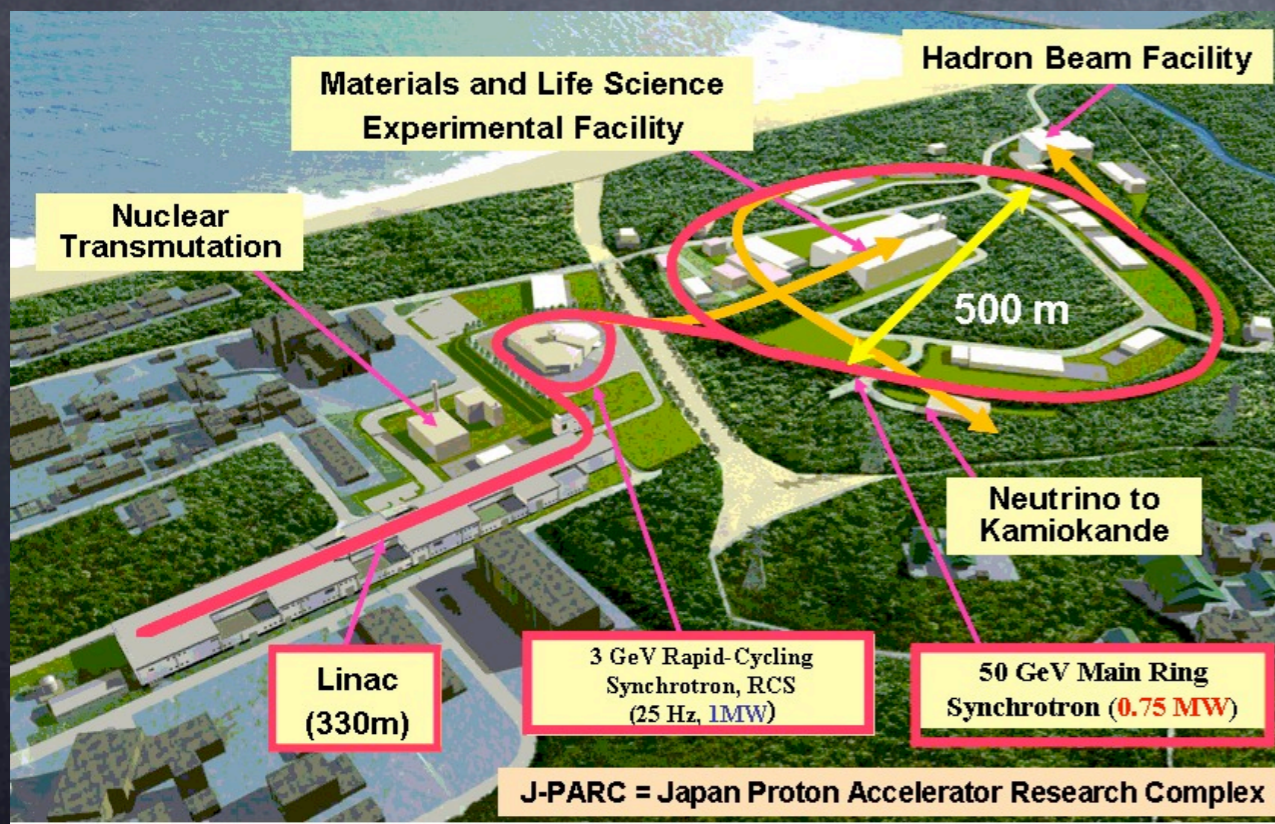 Hadron Beam Facility
Materials and Life Science
Experimental Facility
Nuclear
Transmutation
500 m
Neutrino to
Kamiokande
Linac
(330m)
3 GeV Rapid-Cycling
Synchrotron, RCS
(25 Hz, 1MW)
50 GeV Main Ring
Synchrotron (0.75 MW)
J-PARC = Japan Proton Accelerator Research Complex